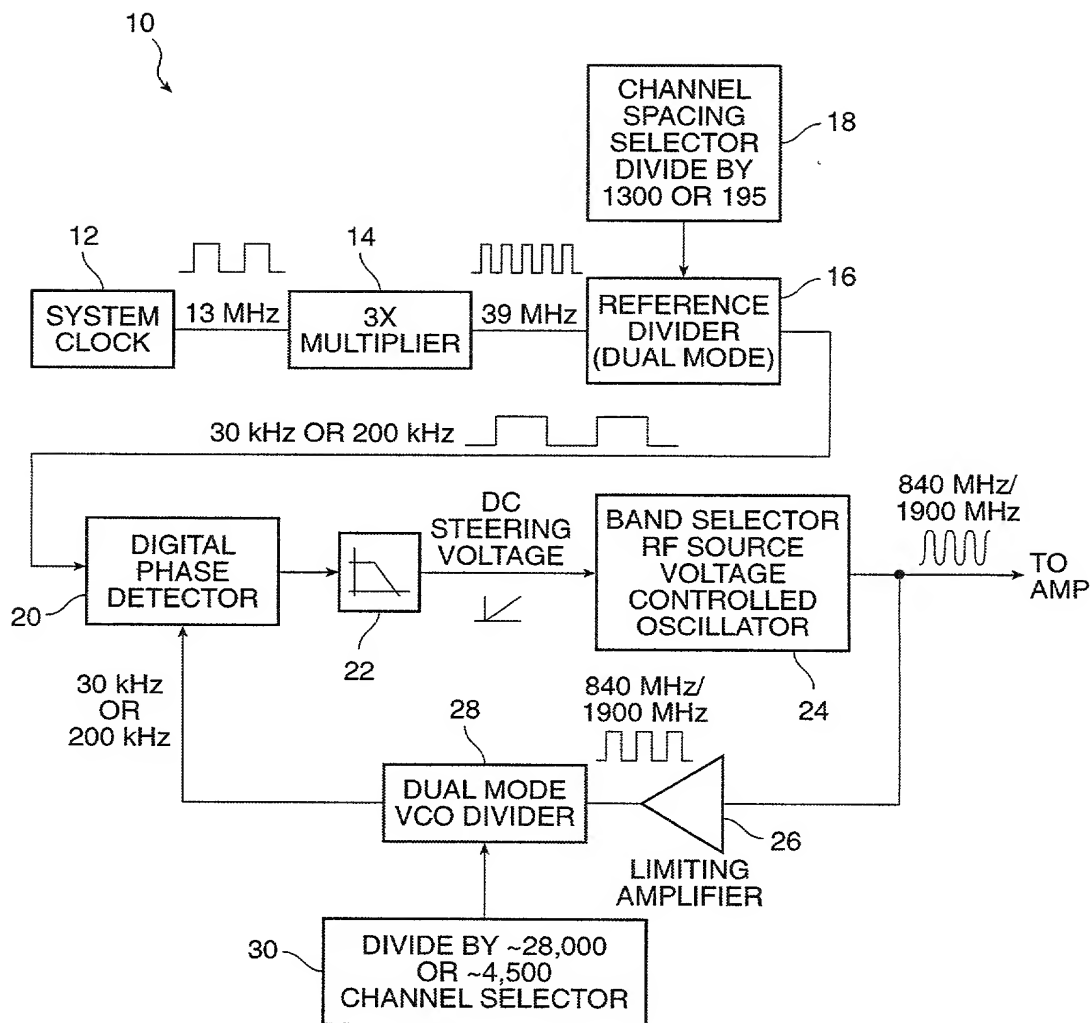 10
CHANNEL
SPACING
SELECTOR
DIVIDE BY
1300 OR 195
18
12
14
16
SYSTEM
CLOCK
13 MHz
3X
MULTIPLIER
39 MHz
REFERENCE
DIVIDER
(DUAL MODE)
30 kHz OR 200 kHz
840 MHz/
1900 MHz
DIGITAL
PHASE
DETECTOR
20
22
DC
STEERING
VOLTAGE
BAND SELECTOR
RF SOURCE
VOLTAGE
CONTROLLED
OSCILLATOR
24
TO
AMP
30 kHz
OR
200 kHz
28
840 MHz/
1900 MHz
DUAL MODE
VCO DIVIDER
26
LIMITING
AMPLIFIER
30
DIVIDE BY ~28,000
OR ~4,500
CHANNEL SELECTOR